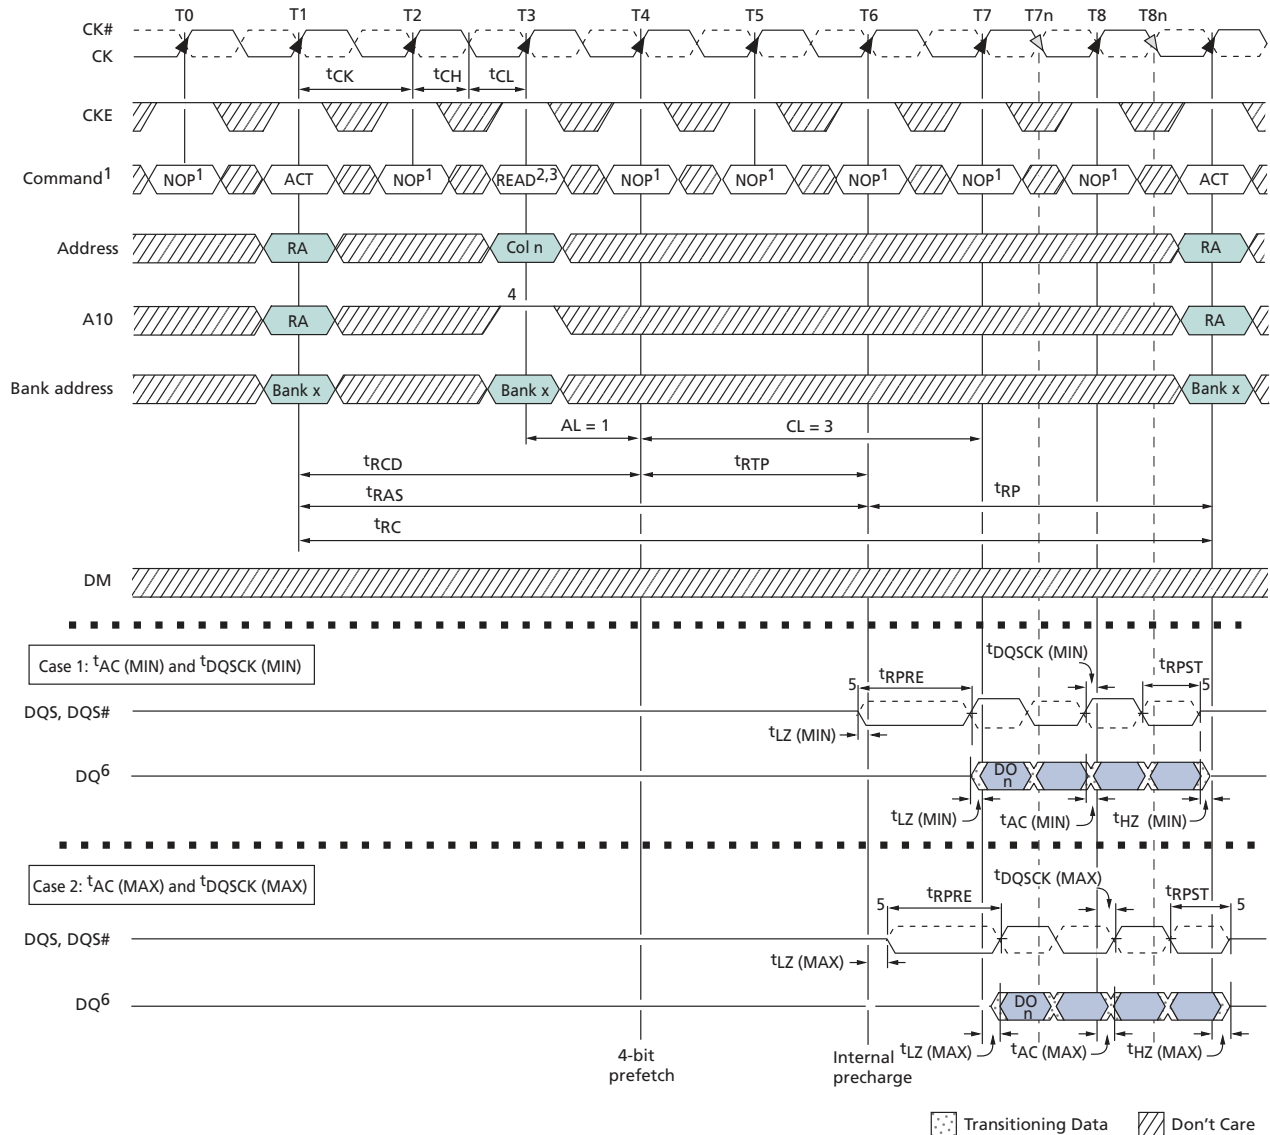 T0 T1 T2 T3 T4 T5 T6 T7 T7n T8 T8n
CK#
CK
tCK tCH tCL
CKE
Command1 NOP1 ACT NOP1 READ2,3 NOP1 NOP1 NOP1 NOP1 NOP1 ACT
Address RA Col n RA
4
A10 RA RA
Bank address Bank x Bank x Bank x
AL = 1 CL = 3
tRCD tRTP
tRAS tRP
tRC
DM
Case 1: tAC (MIN) and tDQSCK (MIN)
tDQSCK (MIN)
5 tRPRE tRPST 5
DQS, DQS#
tLZ (MIN)
DQ6 DO
n
tLZ (MIN) tAC (MIN) tHZ (MIN)
Case 2: tAC (MAX) and tDQSCK (MAX)
tDQSCK (MAX)
5 tRPRE tRPST 5
DQS, DQS#
tLZ (MAX)
DQ6 DO
n
tLZ (MAX) tAC (MAX) tHZ (MAX)
4-bit
prefetch
Internal
precharge
Transitioning Data Don't Care